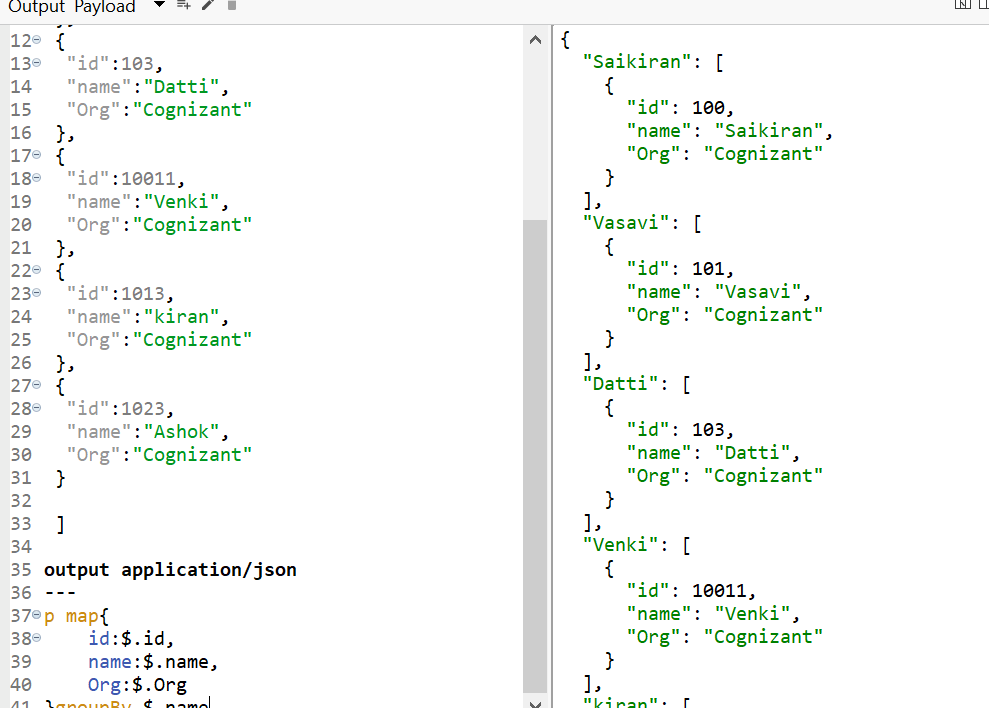 Output Payload
12 {
13 "id":103,
14 "name":"Datti",
15 "Org":"Cognizant"
16 },
17 {
18 "id":10011,
19 "name":"Venki",
20 "Org":"Cognizant"
21 },
22 {
23 "id":1013,
24 "name":"kiran",
25 "Org":"Cognizant"
26 },
27 {
28 "id":1023,
29 "name":"Ashok",
30 "Org":"Cognizant"
31 }
32
33 ]
34
35 output application/json
36 ---
37 p map{
38 id:$.id,
39 name:$.name,
40 Org:$.Org
41 }groupBy $.name
{
"Saikiran": [
{
"id": 100,
"name": "Saikiran",
"Org": "Cognizant"
}
],
"Vasavi": [
{
"id": 101,
"name": "Vasavi",
"Org": "Cognizant"
}
],
"Datti": [
{
"id": 103,
"name": "Datti",
"Org": "Cognizant"
}
],
"Venki": [
{
"id": 10011,
"name": "Venki",
"Org": "Cognizant"
}
],
"kiran": [